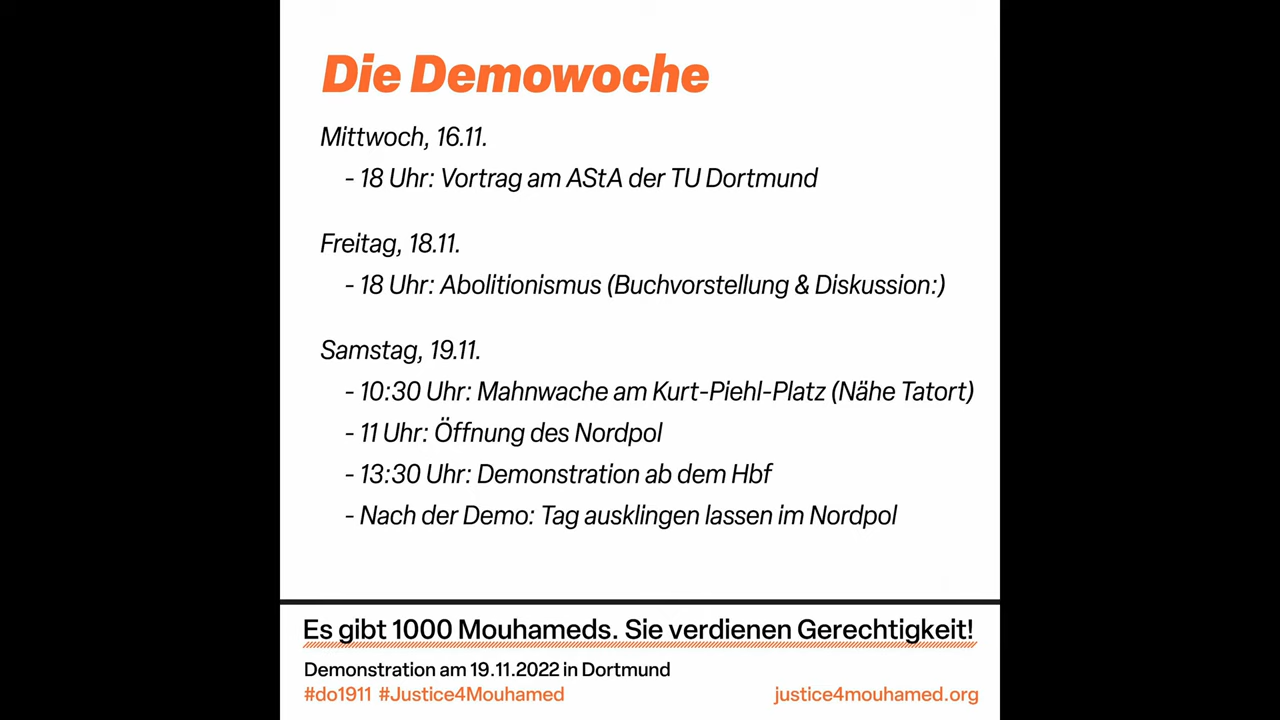 Die Demowoche
Mittwoch, 16.11.
- 18 Uhr: Vortrag am AStA der TU Dortmund
Freitag, 18.11.
- 18 Uhr: Abolitionismus (Buchvorstellung & Diskussion:)
Samstag, 19.11.
- 10:30 Uhr: Mahnwache am Kurt-Piehl-Platz (Nähe Tatort)
- 11 Uhr: Öffnung des Nordpol
- 13:30 Uhr: Demonstration ab dem Hbf
- Nach der Demo: Tag ausklingen lassen im Nordpol
Es gibt 1000 Mouhameds. Sie verdienen Gerechtigkeit!
Demonstration am 19.11.2022 in Dortmund
#do1911 #Justice4Mouhamed
justice4mouhamed.org